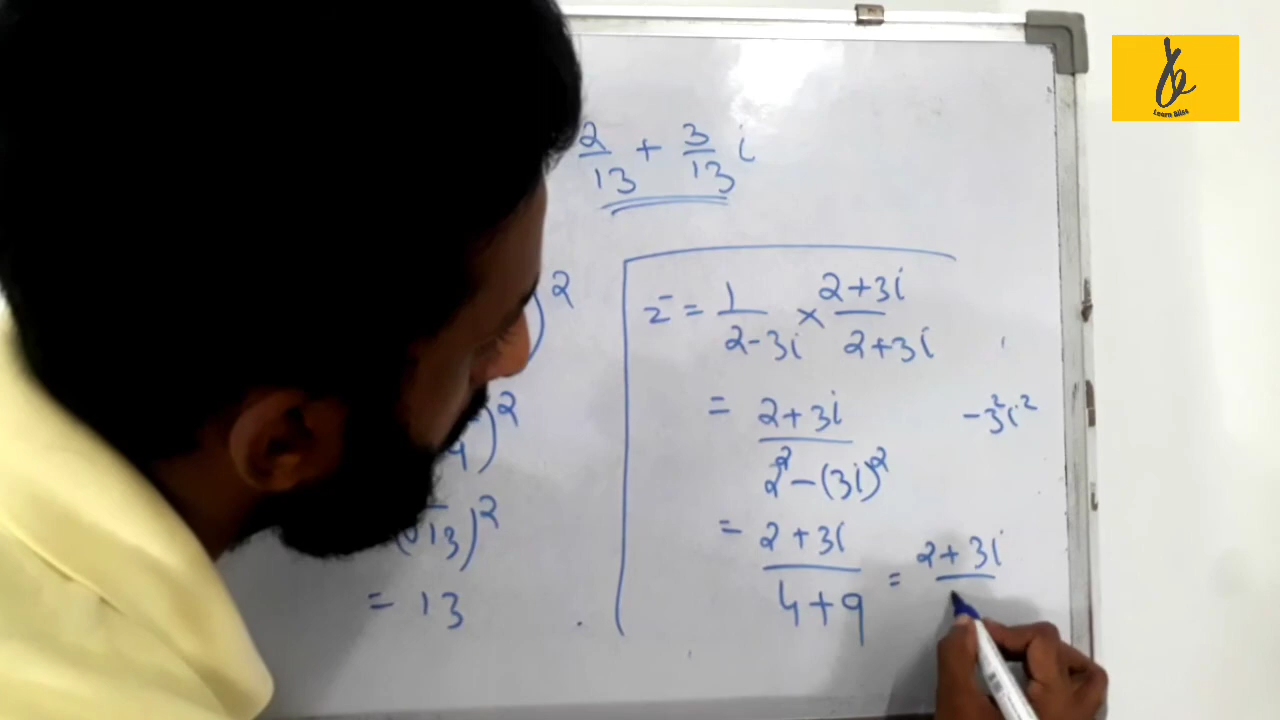 Learn Bliss
2/13 + 3/13 i
)²
)²
13)²
= 13
z̄ = 1/(2-3i) × (2+3i)/(2+3i)
= (2+3i)/(2²-(3i)²)
-3²i²
= (2+3i)/(4+9) = 2+3i